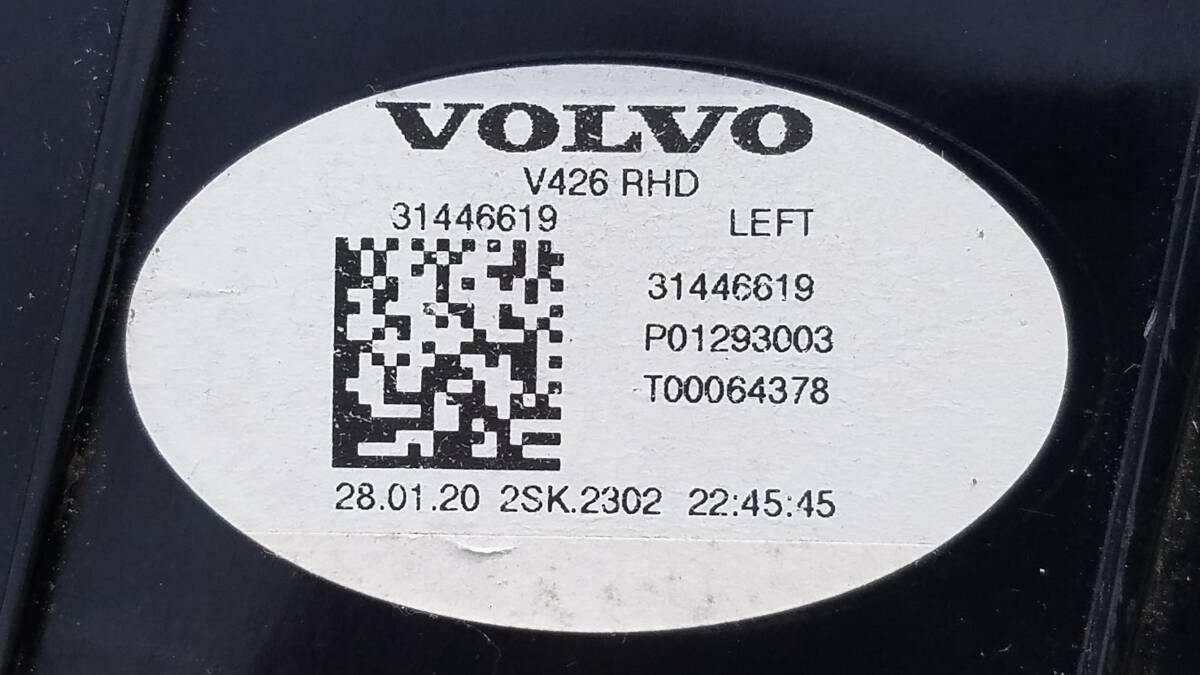 VOLVO
V426 RHD
31446619 LEFT
31446619
P01293003
T00064378
28.01.20 2SK.2302 22:45:45